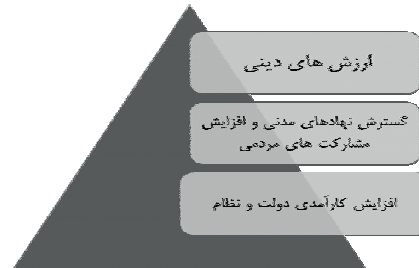 ارزش های دینی
گسترش نهادهای مدنی و افزایش
مشارکت های مردمی
افزایش کارآمدی دولت و نظام